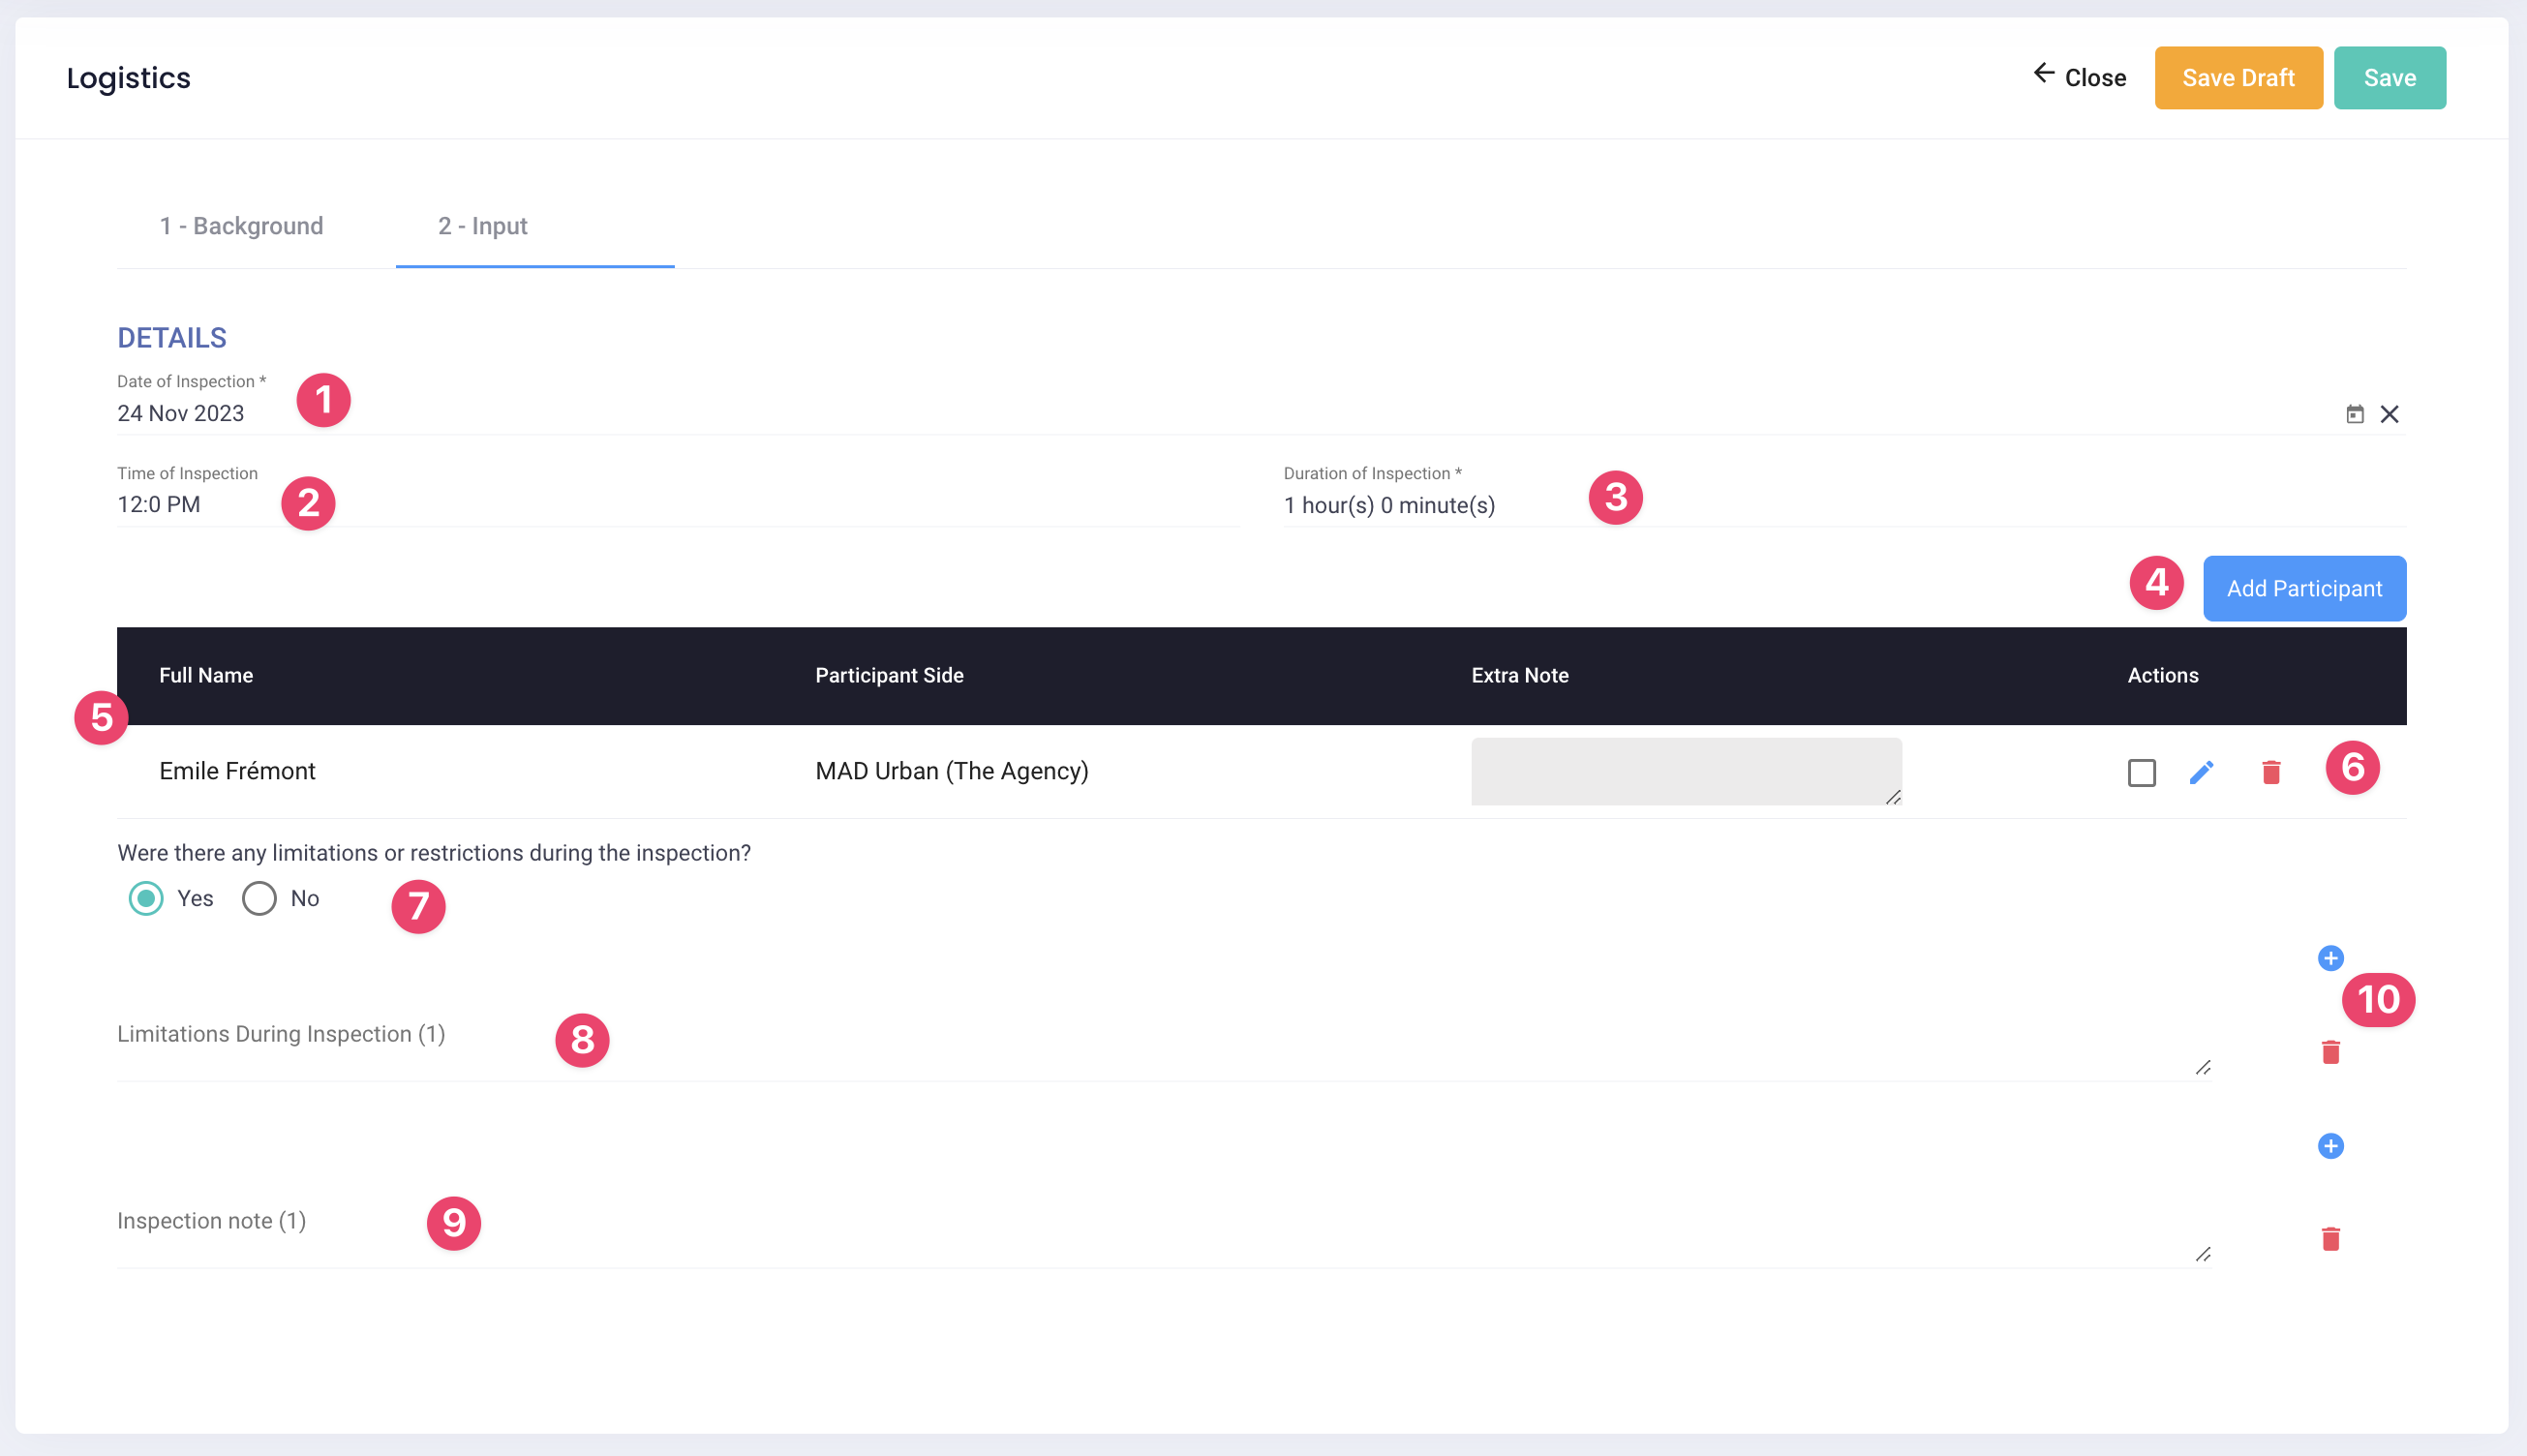 Logistics
Close
Save Draft
Save
1 - Background
2 - Input
DETAILS
Date of Inspection *
24 Nov 2023
1
Time of Inspection
12:0 PM
2
Duration of Inspection *
1 hour(s) 0 minute(s)
3
4
Add Participant
Full Name
Participant Side
Extra Note
Actions
5
Emile Frémont
MAD Urban (The Agency)
6
Were there any limitations or restrictions during the inspection?
Yes
No
7
10
Limitations During Inspection (1)
8
Inspection note (1)
9